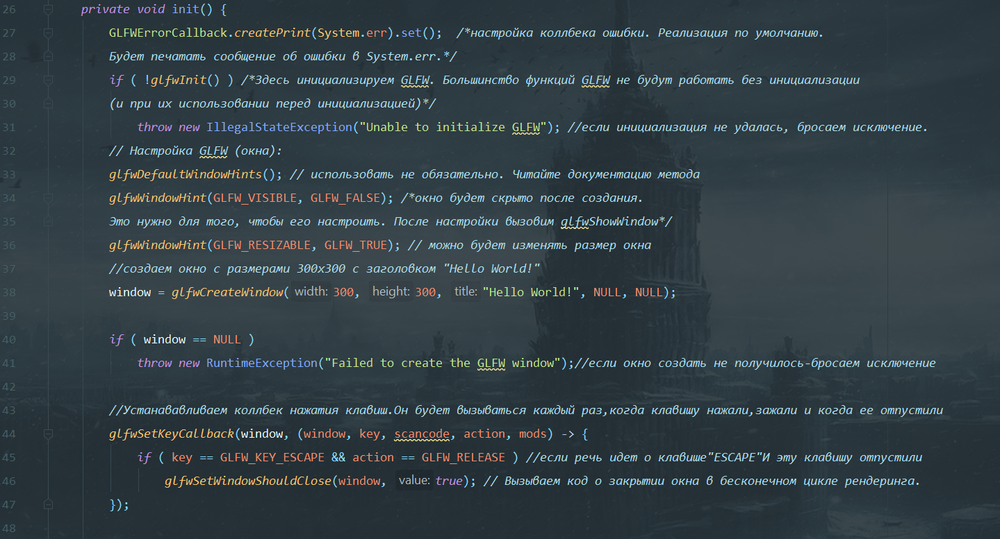 26 private void init() {
27 GLFWErrorCallback.createPrint(System.err).set(); /*настройка коллбека ошибки. Реализация по умолчанию.
28 Будет печатать сообщение об ошибки в System.err.*/
29 if ( !glfwInit() ) /*Здесь инициализируем GLFW. Большинство функций GLFW не будут работать без инициализации
30 (и при их использовании перед инициализацией)*/
31 throw new IllegalStateException("Unable to initialize GLFW"); //если инициализация не удалась, бросаем исключение.
32 // Настройка GLFW (окна):
33 glfwDefaultWindowHints(); // использовать не обязательно. Читайте документацию метода
34 glfwWindowHint(GLFW_VISIBLE, GLFW_FALSE); /*окно будет скрыто после создания.
35 Это нужно для того, чтобы его настроить. После настройки вызовим glfwShowWindow*/
36 glfwWindowHint(GLFW_RESIZABLE, GLFW_TRUE); // можно будет изменять размер окна
37 //создаем окно с размерами 300x300 с заголовком "Hello World!"
38 window = glfwCreateWindow( width: 300, height: 300, title: "Hello World!", NULL, NULL);
39
40 if ( window == NULL )
41 throw new RuntimeException("Failed to create the GLFW window");//если окно создать не получилось-бросаем исключение
42
43 //Устанававливаем коллбек нажатия клавиш.Он будет вызываться каждый раз,когда клавишу нажали,зажали и когда ее отпустили
44 glfwSetKeyCallback(window, (window, key, scancode, action, mods) -> {
45 if ( key == GLFW_KEY_ESCAPE && action == GLFW_RELEASE ) //если речь идет о клавише"ESCAPE"И эту клавишу отпустили
46 glfwSetWindowShouldClose(window, value: true); // Вызываем код о закрытии окна в бесконечном цикле рендеринга.
47 });
48